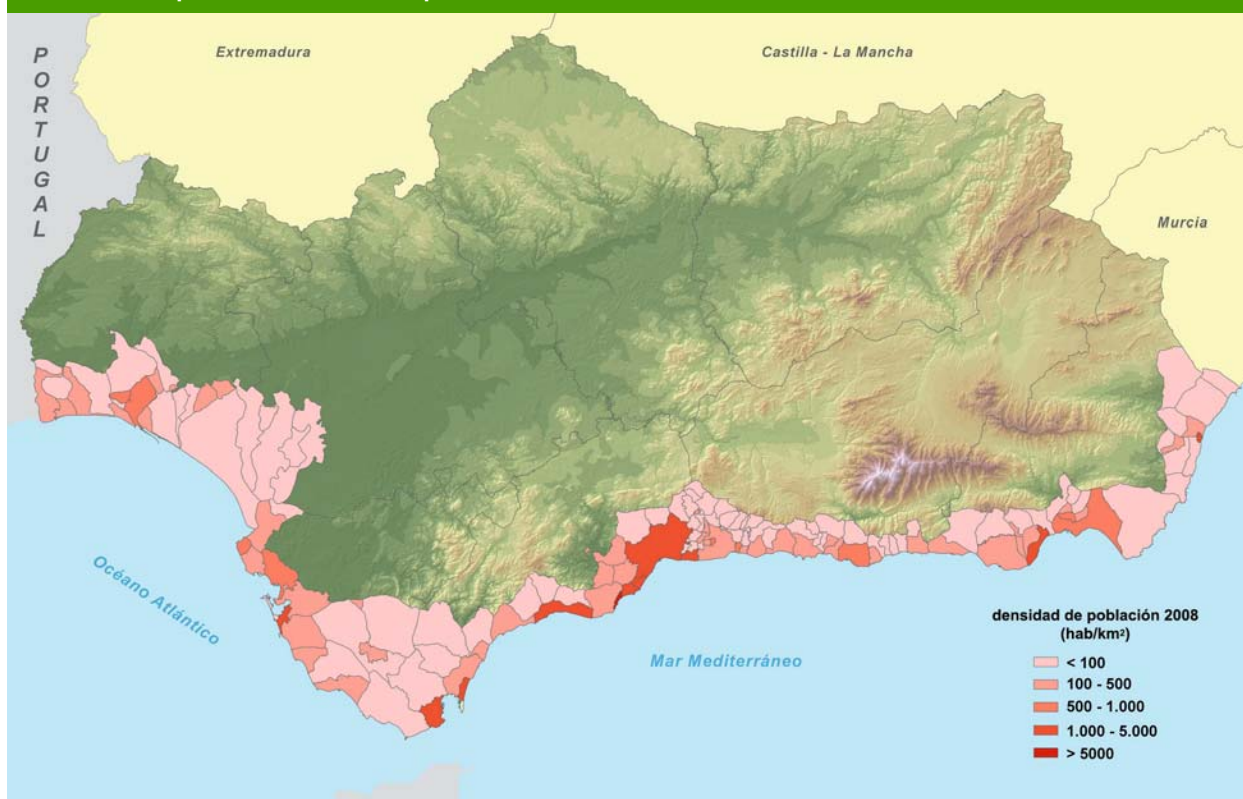 Extremadura
Castilla - La Mancha
PORTUGAL
Murcia
Océano Atlántico
Mar Mediterráneo
densidad de población 2008
(hab/km²)
< 100
100 - 500
500 - 1.000
1.000 - 5.000
> 5000